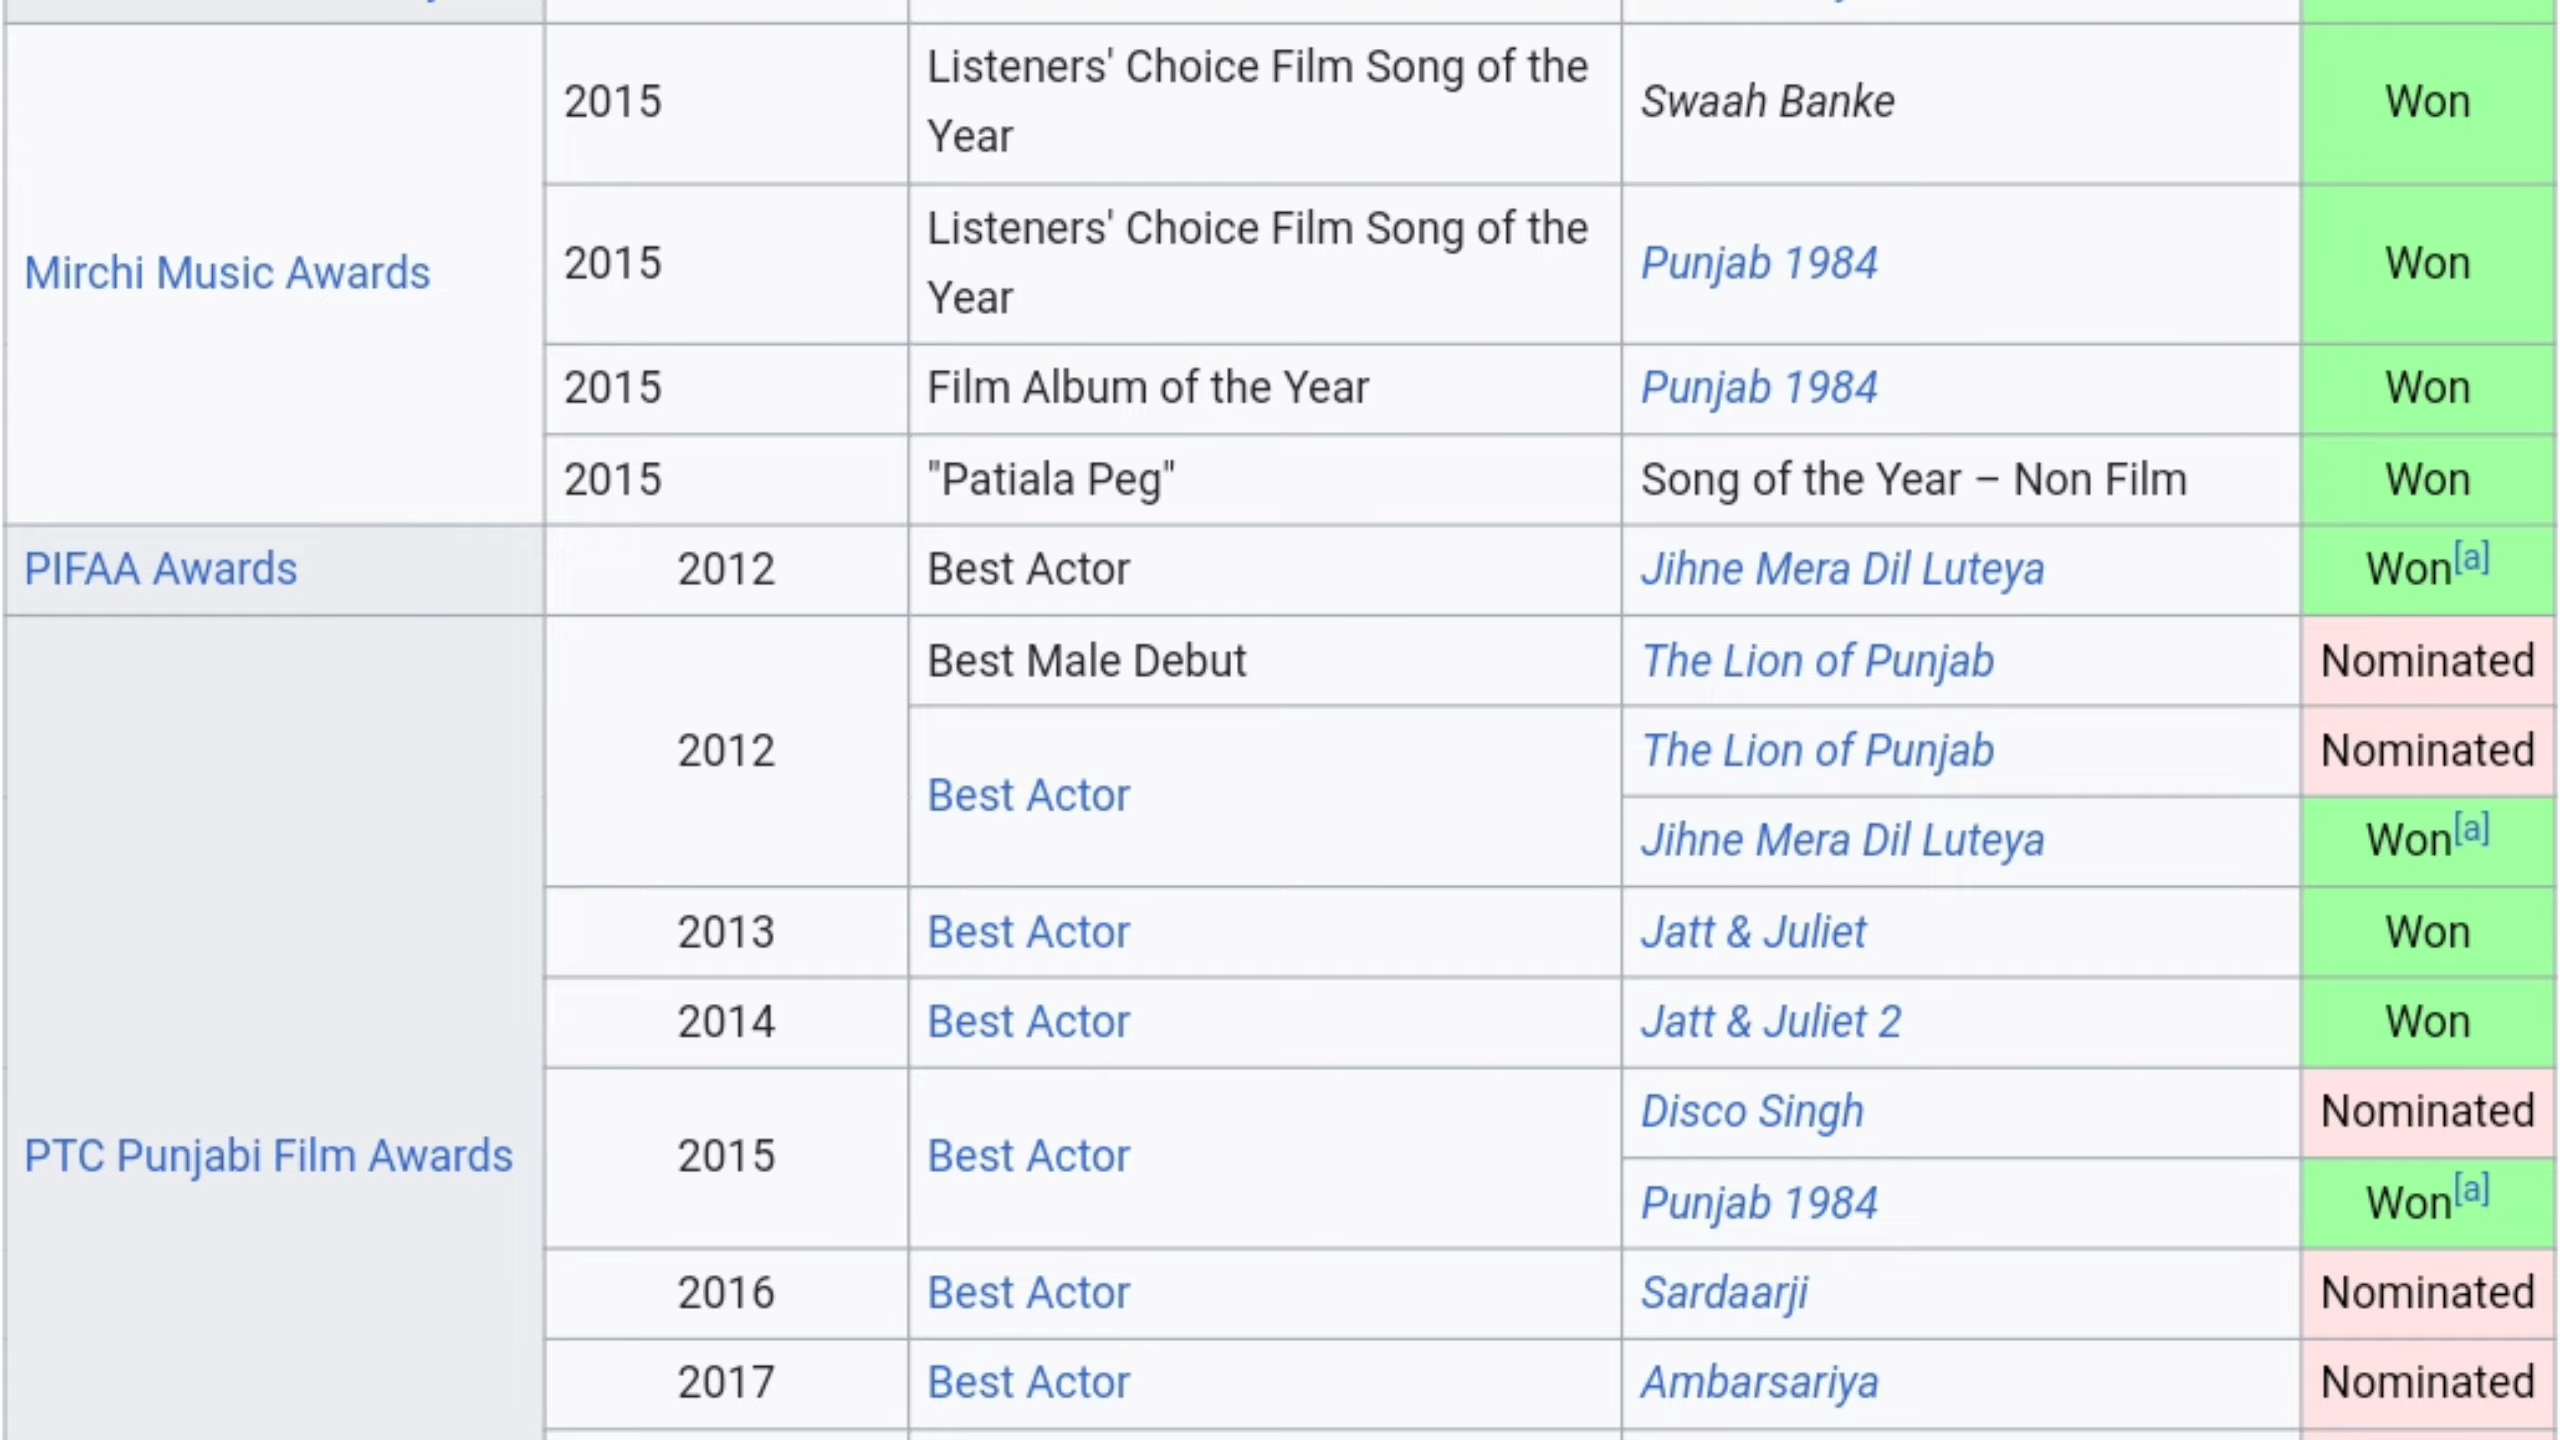 Listeners' Choice Film Song of the
Year
2015
Swaah Banke
Won
Listeners' Choice Film Song of the
Year
2015
Punjab 1984
Won
Mirchi Music Awards
2015
Film Album of the Year
Punjab 1984
Won
2015
"Patiala Peg"
Song of the Year – Non Film
Won
PIFAA Awards
2012
Best Actor
Jihne Mera Dil Luteya
Won[a]
Best Male Debut
The Lion of Punjab
Nominated
2012
The Lion of Punjab
Nominated
Best Actor
Jihne Mera Dil Luteya
Won[a]
2013
Best Actor
Jatt & Juliet
Won
2014
Best Actor
Jatt & Juliet 2
Won
Disco Singh
Nominated
PTC Punjabi Film Awards
2015
Best Actor
Punjab 1984
Won[a]
2016
Best Actor
Sardaarji
Nominated
2017
Best Actor
Ambarsariya
Nominated